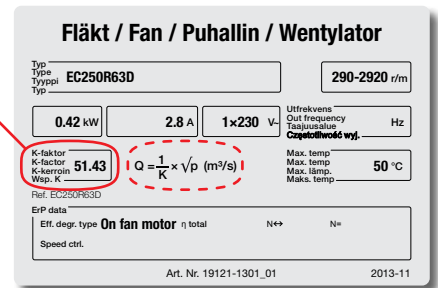 Fläkt / Fan / Puhallin / Wentylator
Typ
Type
Tyyppi
Typ
EC250R63D
290-2920 r/m
0.42 kW
2.8 A
1×230 V~
Utfrekvens
Out frequency
Taajuusalue
Częstotliwość wyj.
Hz
K-faktor
K-factor
K-kerroin
Wsp. K
51.43
Q = 1/K × √p (m³/s)
Max. temp
Max. temp
Max. lämp.
Maks. temp
50 °C
Ref. EC250R63D
ErP data
Eff. degr. type On fan motor η total N↔ N=
Speed ctrl.
Art. Nr. 19121-1301_01 2013-11